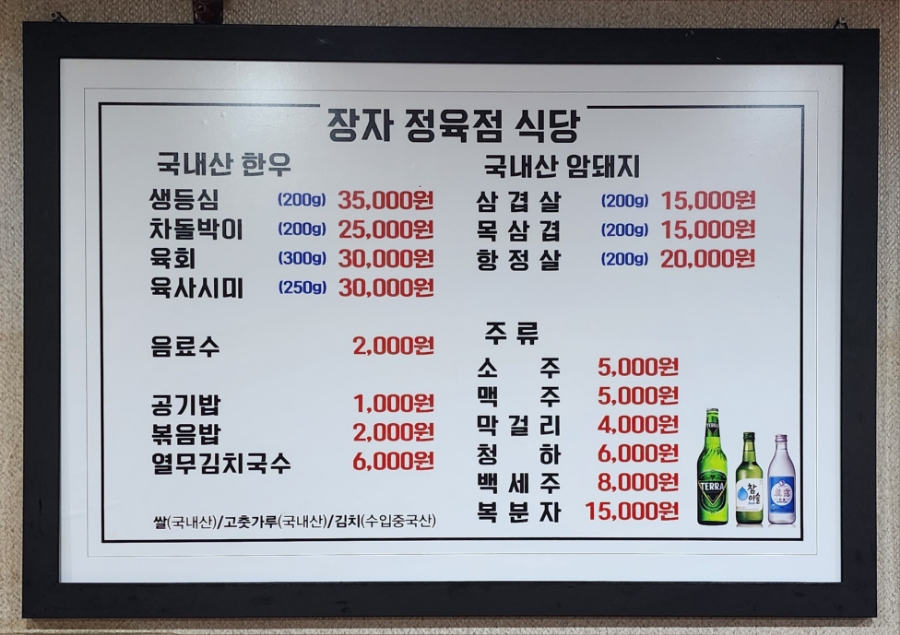 장자 정육점 식당
국내산 한우
생등심 (200g) 35,000원
차돌박이 (200g) 25,000원
육회 (300g) 30,000원
육사시미 (250g) 30,000원
음료수 2,000원
공기밥 1,000원
볶음밥 2,000원
열무김치국수 6,000원
쌀(국내산)/고춧가루(국내산)/김치(수입중국산)
국내산 암돼지
삼겹살 (200g) 15,000원
목삼겹 (200g) 15,000원
항정살 (200g) 20,000원
주류
소주 5,000원
맥주 5,000원
막걸리 4,000원
청하 6,000원
백세주 8,000원
복분자 15,000원
TERRA
참이슬